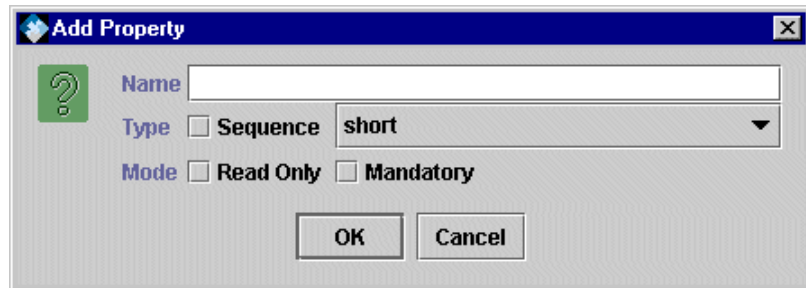 Add Property
Name
Type Sequence short
Mode Read Only Mandatory
OK Cancel